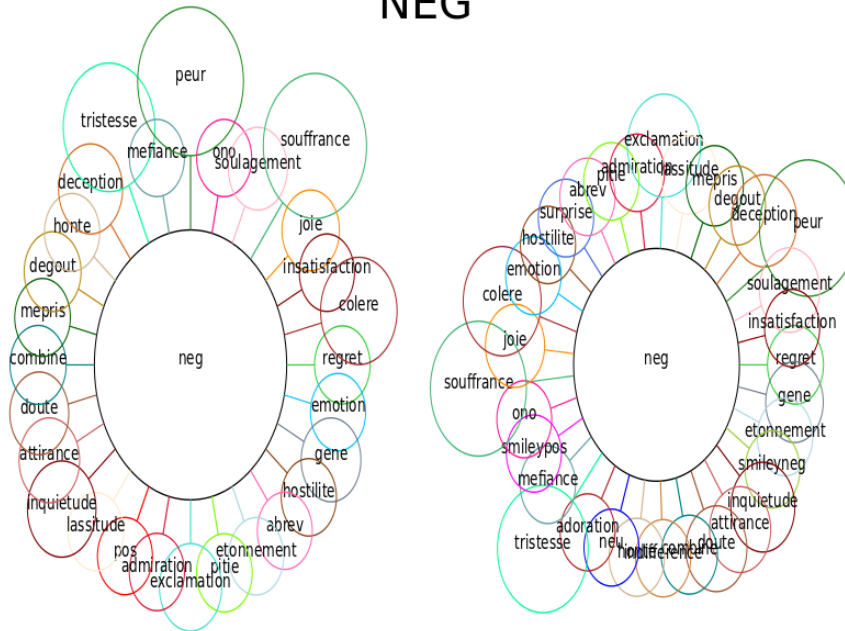 NEG
peur
tristesse
mefiance
ono
soulagement
souffrance
deception
joie
honte
insatisfaction
degout
colere
mepris
neg
combine
regret
doute
emotion
attirance
gene
inquietude
hostilite
lassitude
abrev
pos
etonnement
admiration
pitie
exclamation
exclamation
admiration
lassitude
pitie
mepris
abrev
degout
surprise
deception
peur
hostilite
emotion
soulagement
colere
insatisfaction
joie
neg
regret
souffrance
gene
ono
etonnement
smileypos
smileyneg
mefiance
inquietude
adoration
attirance
tristesse
neu
indifference
combine
doute